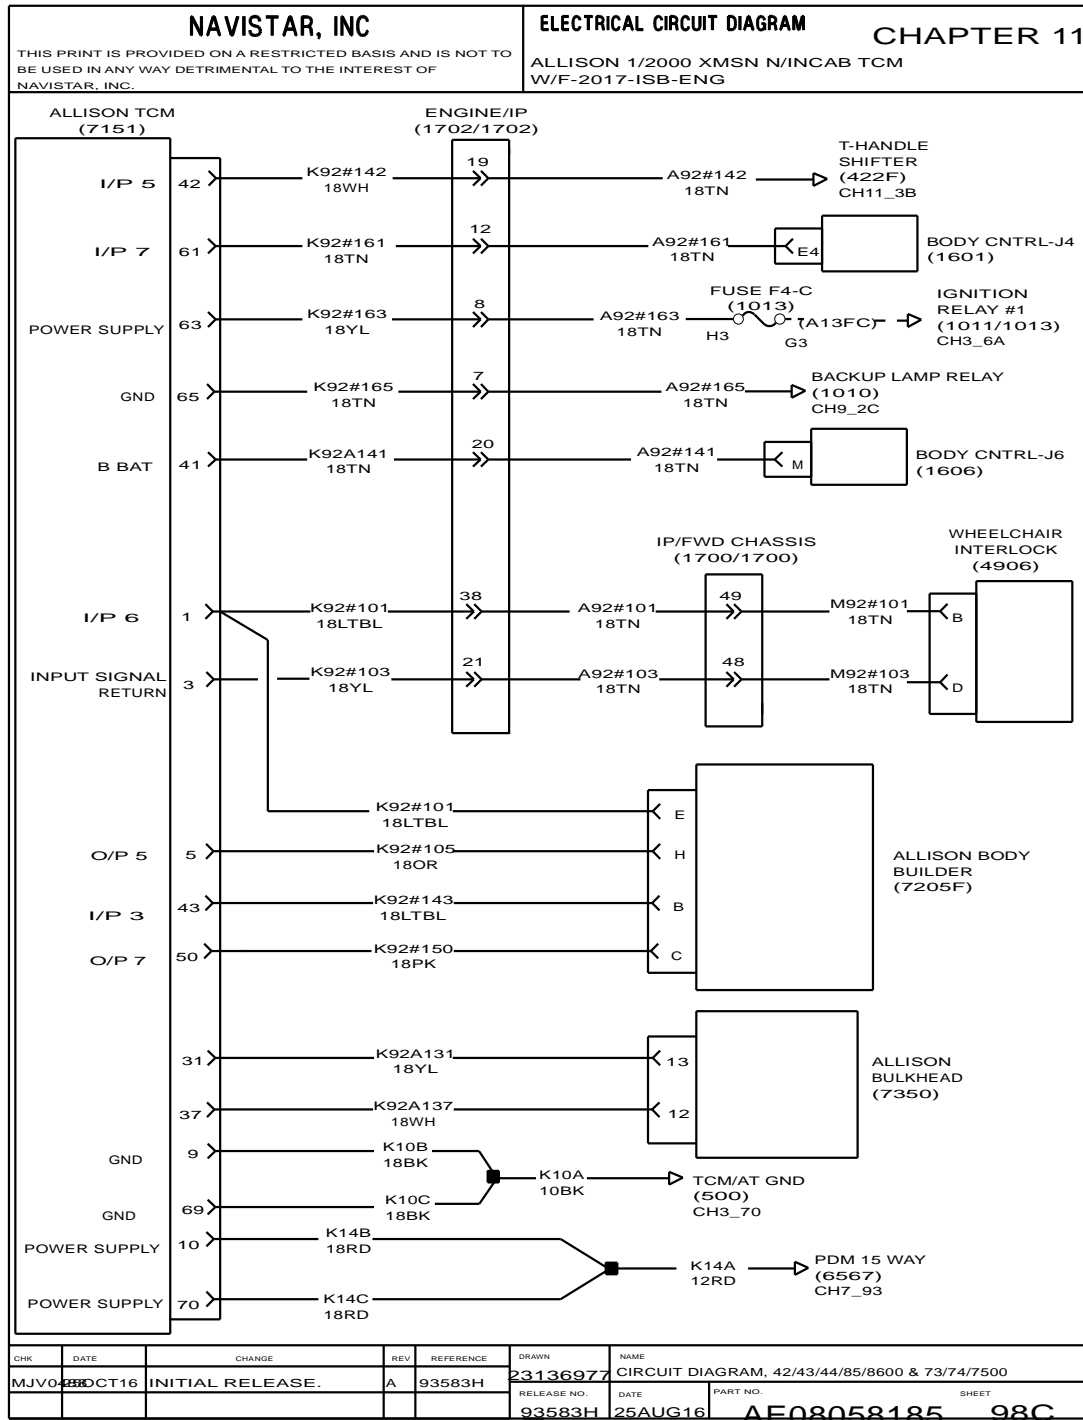 NAVISTAR, INC
THIS PRINT IS PROVIDED ON A RESTRICTED BASIS AND IS NOT TO
BE USED IN ANY WAY DETRIMENTAL TO THE INTEREST OF
NAVISTAR, INC.
ELECTRICAL CIRCUIT DIAGRAM
CHAPTER 11
ALLISON 1/2000 XMSN N/INCAB TCM
W/F-2017-ISB-ENG
ALLISON TCM
(7151)
ENGINE/IP
(1702/1702)
I/P 5 42 K92#142 19 A92#142
18WH 18TN
T-HANDLE
SHIFTER
(422F)
CH11_3B
I/P 7 61 K92#161 12 A92#161 E4
18TN 18TN
BODY CNTRL-J4
(1601)
FUSE F4-C
(1013)
POWER SUPPLY 63 K92#163 8 A92#163 (A13FC)
18YL 18TN H3 G3
IGNITION
RELAY #1
(1011/1013)
CH3_6A
GND 65 K92#165 7 A92#165
18TN 18TN
BACKUP LAMP RELAY
(1010)
CH9_2C
B BAT 41 K92A141 20 A92#141 M
18TN 18TN
BODY CNTRL-J6
(1606)
IP/FWD CHASSIS
(1700/1700)
WHEELCHAIR
INTERLOCK
(4906)
I/P 6 1 K92#101 38 A92#101 49 M92#101 B
18LTBL 18TN 18TN
INPUT SIGNAL
RETURN
3 K92#103 21 A92#103 48 M92#103 D
18YL 18TN 18TN
K92#101 E
18LTBL
O/P 5 5 K92#105 H
18OR
ALLISON BODY
BUILDER
(7205F)
I/P 3 43 K92#143 B
18LTBL
O/P 7 50 K92#150 C
18PK
31 K92A131 13
18YL
ALLISON
BULKHEAD
(7350)
37 K92A137 12
18WH
GND 9 K10B
18BK
K10A
10BK
TCM/AT GND
(500)
CH3_70
GND 69 K10C
18BK
POWER SUPPLY 10 K14B
18RD
K14A
12RD
PDM 15 WAY
(6567)
CH7_93
POWER SUPPLY 70 K14C
18RD
CHK DATE CHANGE REV REFERENCE
INITIAL RELEASE. A 93583H
DRAWN
23136977
NAME
CIRCUIT DIAGRAM, 42/43/44/85/8600 & 73/74/7500
RELEASE NO.
93583H
DATE
25AUG16
PART NO.
AE08058185
SHEET
98C